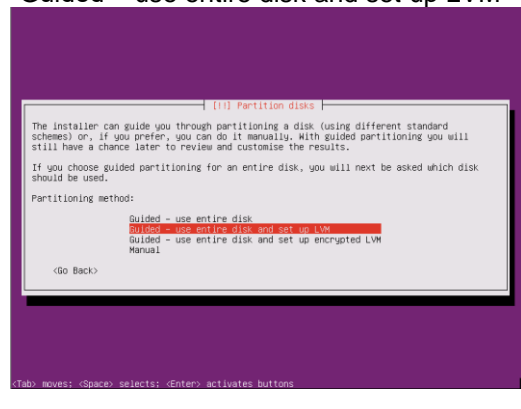 Guided – use entire disk and set up LVM
[!!] Partition disks
The installer can guide you through partitioning a disk (using different standard
schemes) or, if you prefer, you can do it manually. With guided partitioning you will
still have a chance later to review and customise the results.
If you choose guided partitioning for an entire disk, you will next be asked which disk
should be used.
Partitioning method:
Guided - use entire disk
Guided - use entire disk and set up LVM
Guided - use entire disk and set up encrypted LVM
Manual
<Go Back>
<Tab> moves; <Space> selects; <Enter> activates buttons